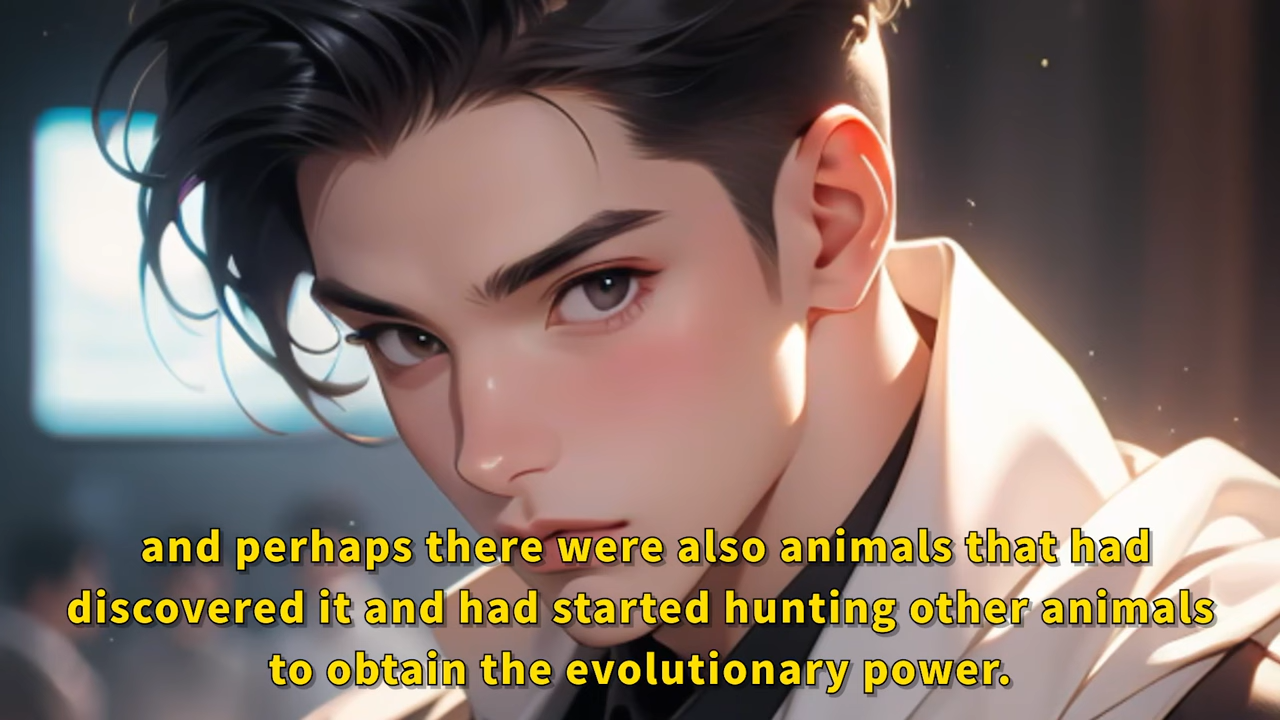 and perhaps there were also animals that had
discovered it and had started hunting other animals
to obtain the evolutionary power.